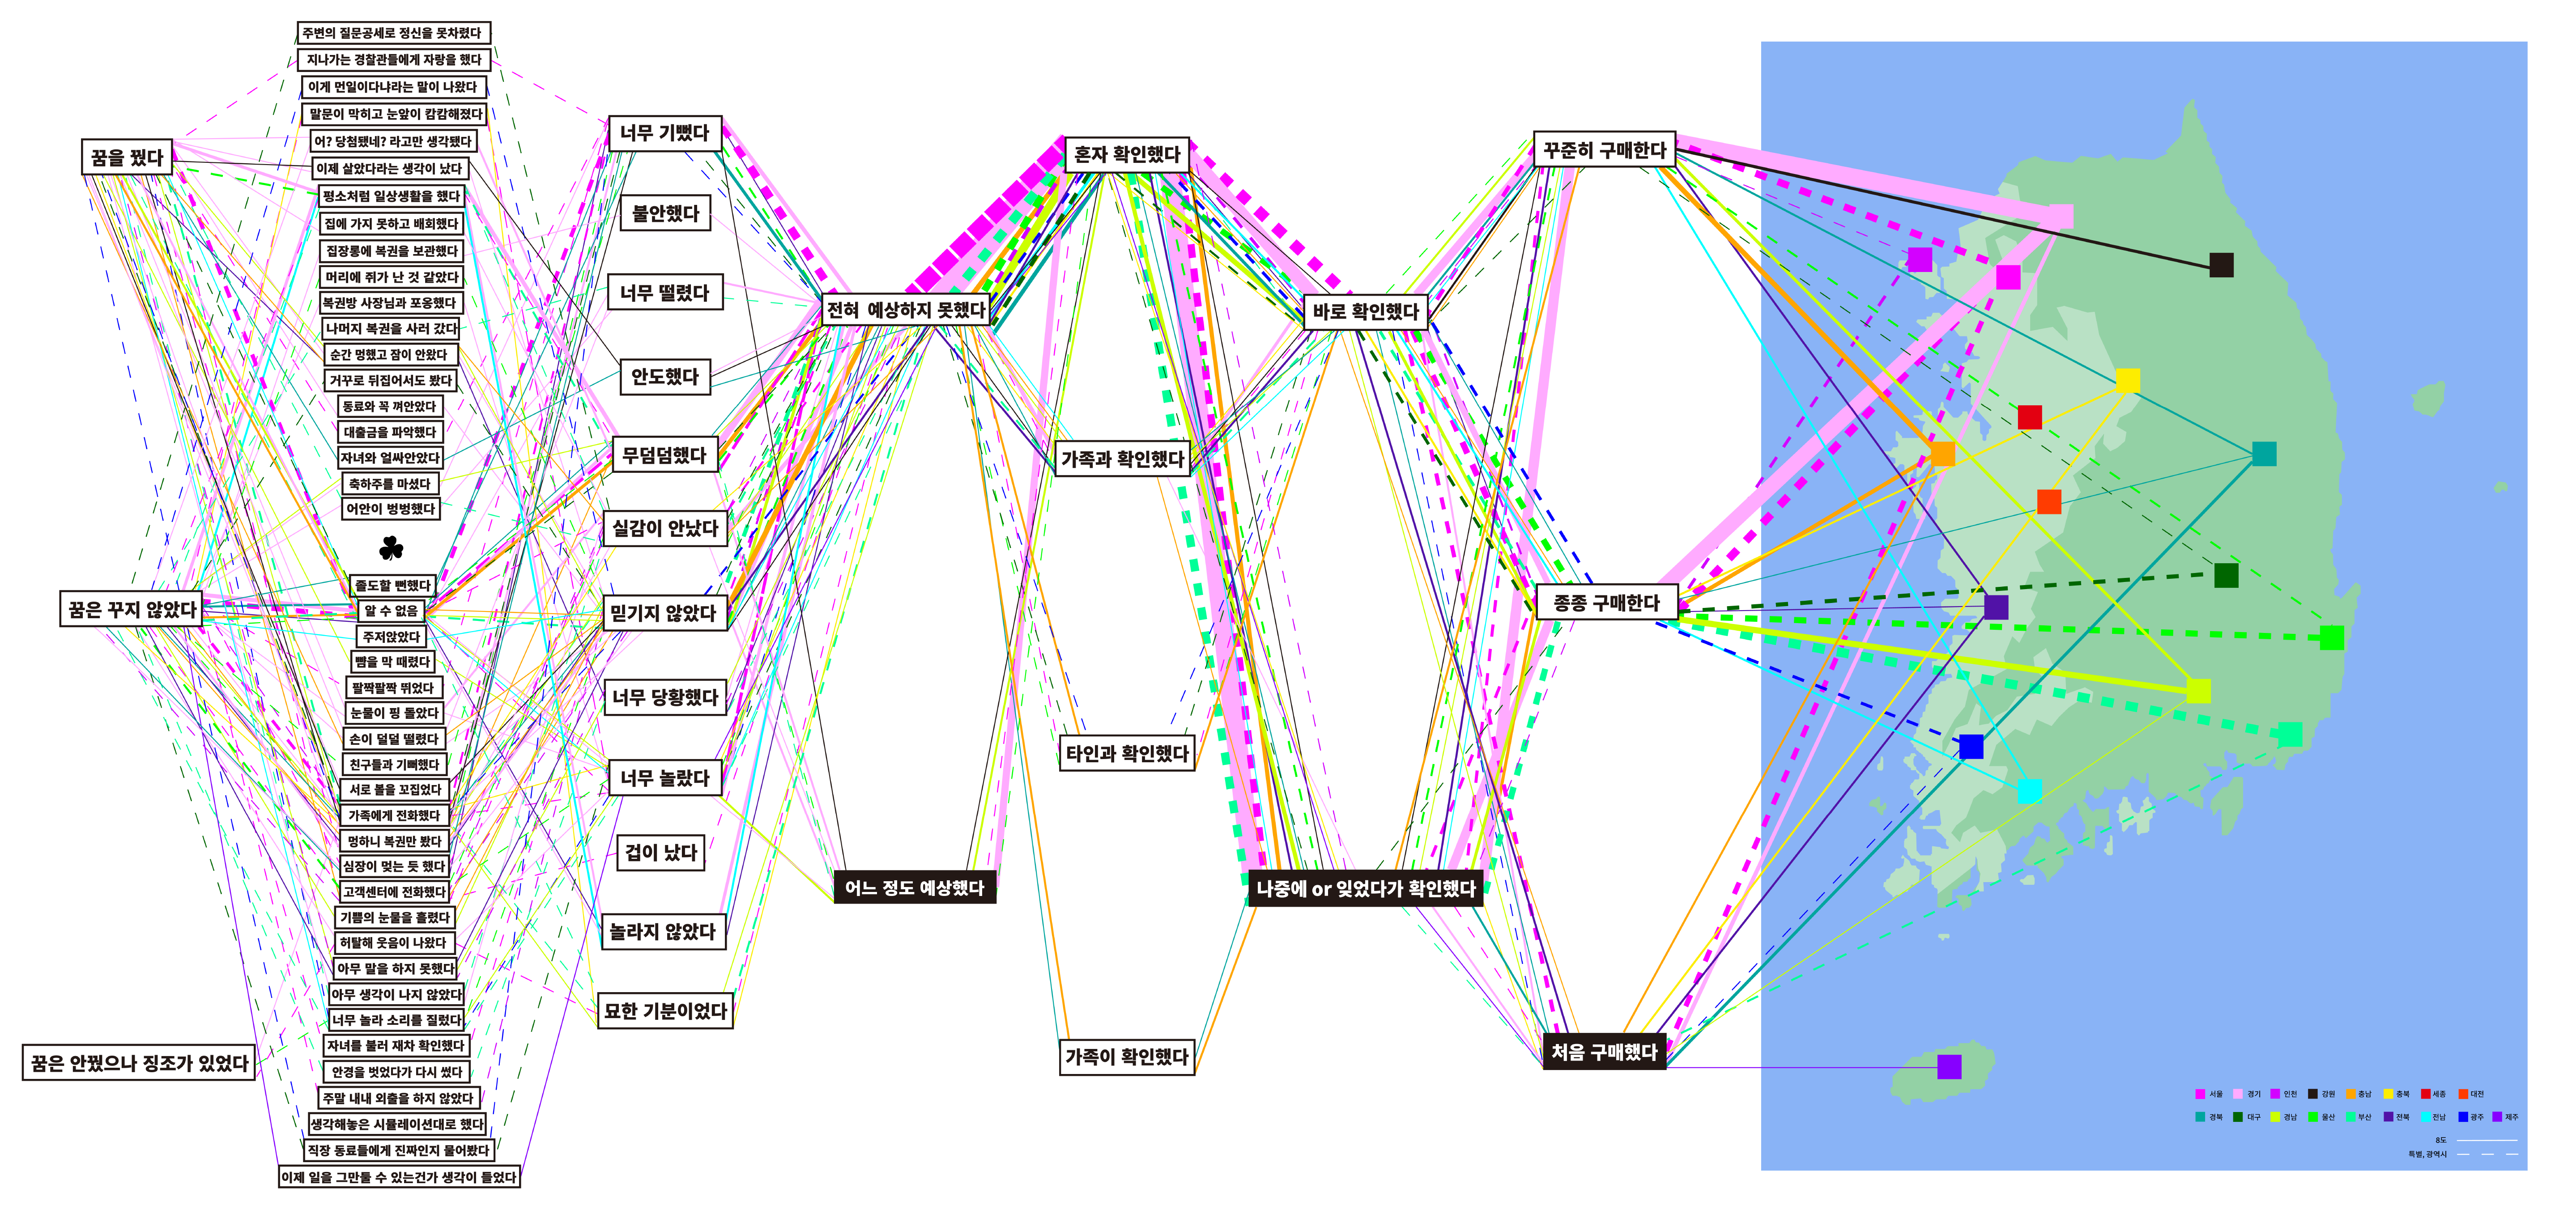 꿈을 꿨다
꿈은 꾸지 않았다
꿈은 안꿨으나 징조가 있었다
주변의 질문공세로 정신을 못차렸다
지나가는 경찰관들에게 자랑을 했다
이게 먼일이다냐라는 말이 나왔다
말문이 막히고 눈앞이 캄캄해졌다
어? 당첨됐네? 라고만 생각됐다
이제 살았다라는 생각이 났다
평소처럼 일상생활을 했다
집에 가지 못하고 배회했다
집장롱에 복권을 보관했다
머리에 쥐가 난 것 같았다
복권방 사장님과 포옹했다
나머지 복권을 사러 갔다
순간 멍했고 잠이 안왔다
거꾸로 뒤집어서도 봤다
동료와 꼭 껴안았다
대출금을 파악했다
자녀와 얼싸안았다
축하주를 마셨다
어안이 벙벙했다
졸도할 뻔했다
알 수 없음
주저앉았다
뺨을 막 때렸다
팔짝팔짝 뛰었다
눈물이 핑 돌았다
손이 덜덜 떨렸다
친구들과 기뻐했다
서로 볼을 꼬집었다
가족에게 전화했다
멍하니 복권만 봤다
심장이 멎는 듯 했다
고객센터에 전화했다
기쁨의 눈물을 흘렸다
허탈해 웃음이 나왔다
아무 말을 하지 못했다
아무 생각이 나지 않았다
너무 놀라 소리를 질렀다
자녀를 불러 재차 확인했다
안경을 벗었다가 다시 썼다
주말 내내 외출을 하지 않았다
생각해놓은 시뮬레이션대로 했다
직장 동료들에게 진짜인지 물어봤다
이제 일을 그만둘 수 있는건가 생각이 들었다
너무 기뻤다
불안했다
너무 떨렸다
안도했다
무덤덤했다
실감이 안났다
믿기지 않았다
너무 당황했다
너무 놀랐다
겁이 났다
놀라지 않았다
묘한 기분이었다
전혀 예상하지 못했다
어느 정도 예상했다
혼자 확인했다
가족과 확인했다
타인과 확인했다
가족이 확인했다
바로 확인했다
나중에 or 잊었다가 확인했다
꾸준히 구매한다
종종 구매한다
처음 구매했다
서울 경기 인천 강원 충남 충북 세종 대전
경북 대구 경남 울산 부산 전북 전남 광주 제주
8도
특별, 광역시